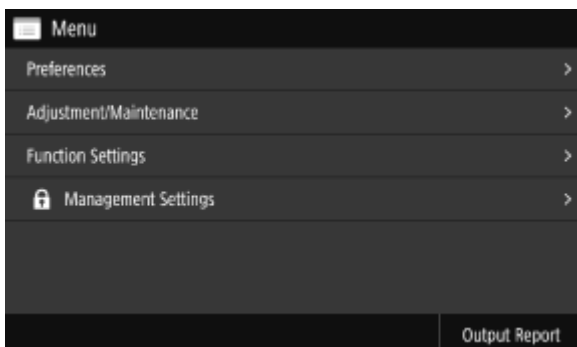 Menu
Preferences
Adjustment/Maintenance
Function Settings
Management Settings
Output Report